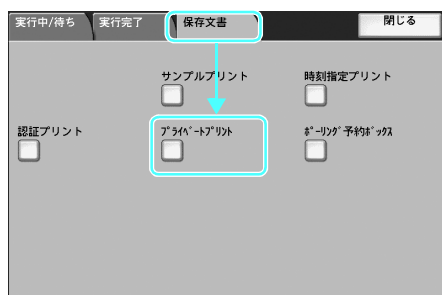 実行中/待ち 実行完了 保存文書 閉じる
サンプルプリント 時刻指定プリント
認証プリント ﾌﾟﾗｲﾍﾞｰﾄﾌﾟﾘﾝﾄ ﾎﾟｰﾘﾝｸﾞ予約ﾎﾞｯｸｽ